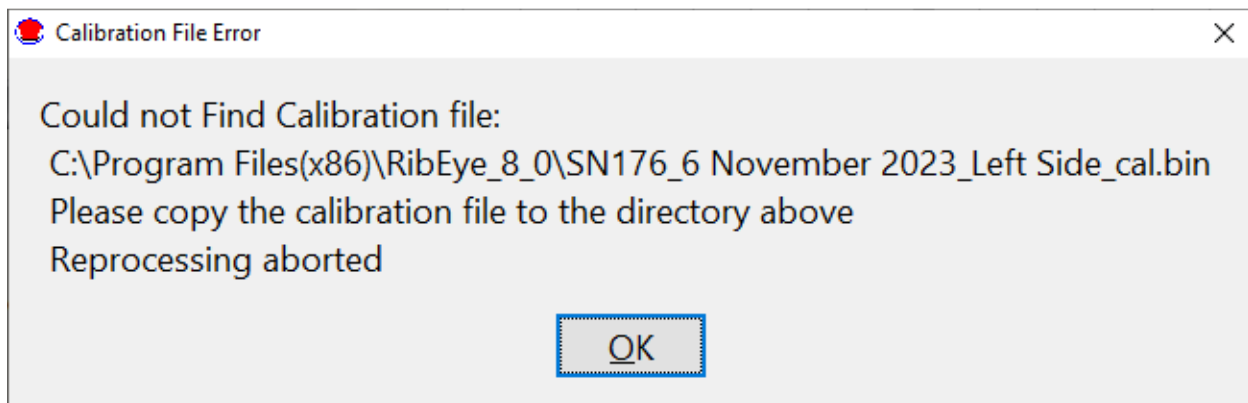 Calibration File Error
Could not Find Calibration file:
C:\Program Files(x86)\RibEye_8_0\SN176_6 November 2023_Left Side_cal.bin
Please copy the calibration file to the directory above
Reprocessing aborted
OK